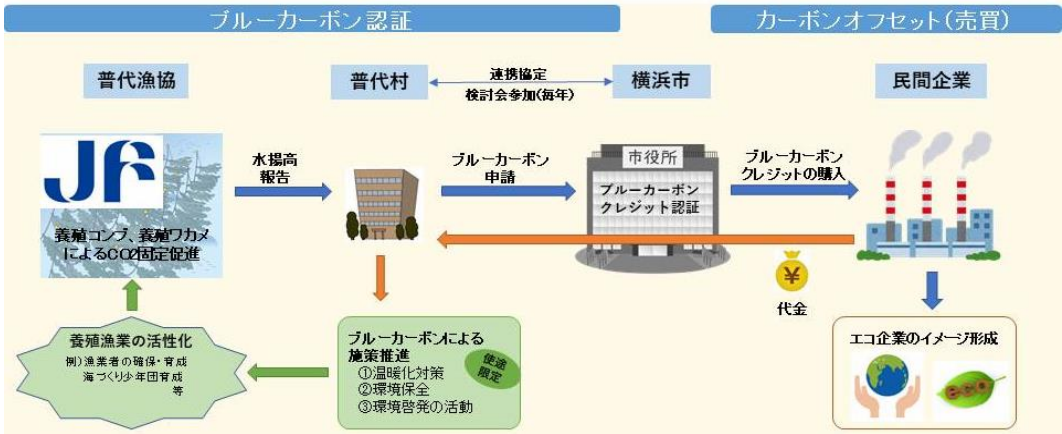 ブルーカーボン認証
カーボンオフセット(売買)
普代漁協
普代村
連携協定
検討会参加(毎年)
横浜市
民間企業
JF
養殖コンブ、養殖ワカメ
によるCO2固定促進
水揚高
報告
ブルーカーボン
申請
市役所
ブルーカーボン
クレジット認証
ブルーカーボン
クレジットの購入
¥
代金
養殖漁業の活性化
例)漁業者の確保・育成
海づくり少年団育成
等
ブルーカーボンによる
施策推進
①温暖化対策
②環境保全
③環境啓発の活動
使途
限定
エコ企業のイメージ形成
eco